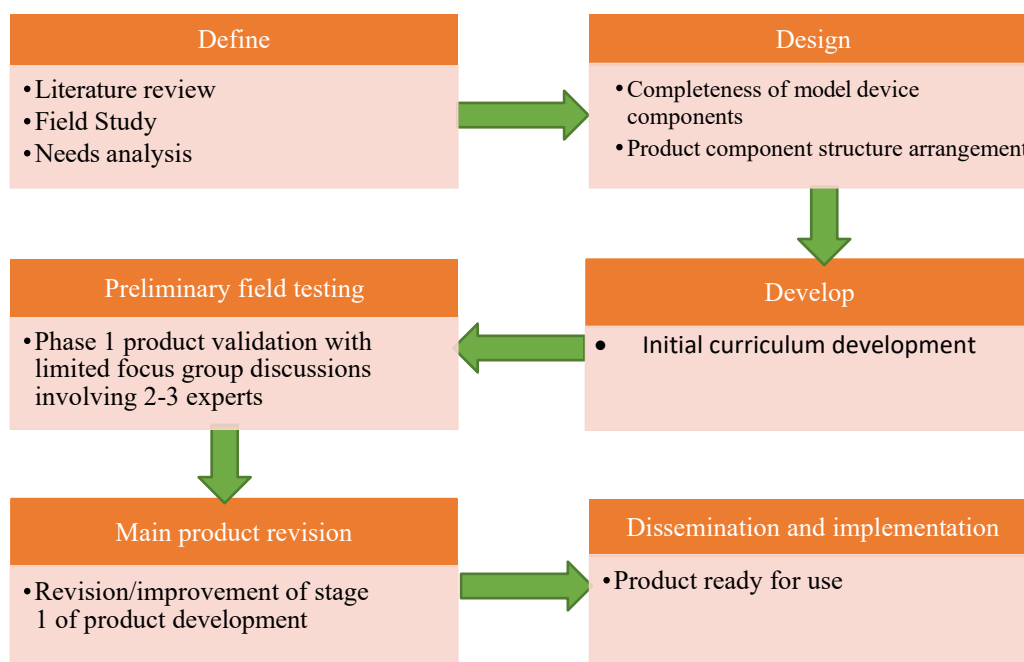 Define
•Literature review
•Field Study
•Needs analysis
Design
•Completeness of model device
components
•Product component structure arrangement
Develop
• Initial curriculum development
Preliminary field testing
•Phase 1 product validation with
limited focus group discussions
involving 2-3 experts
Main product revision
•Revision/improvement of stage
1 of product development
Dissemination and implementation
•Product ready for use